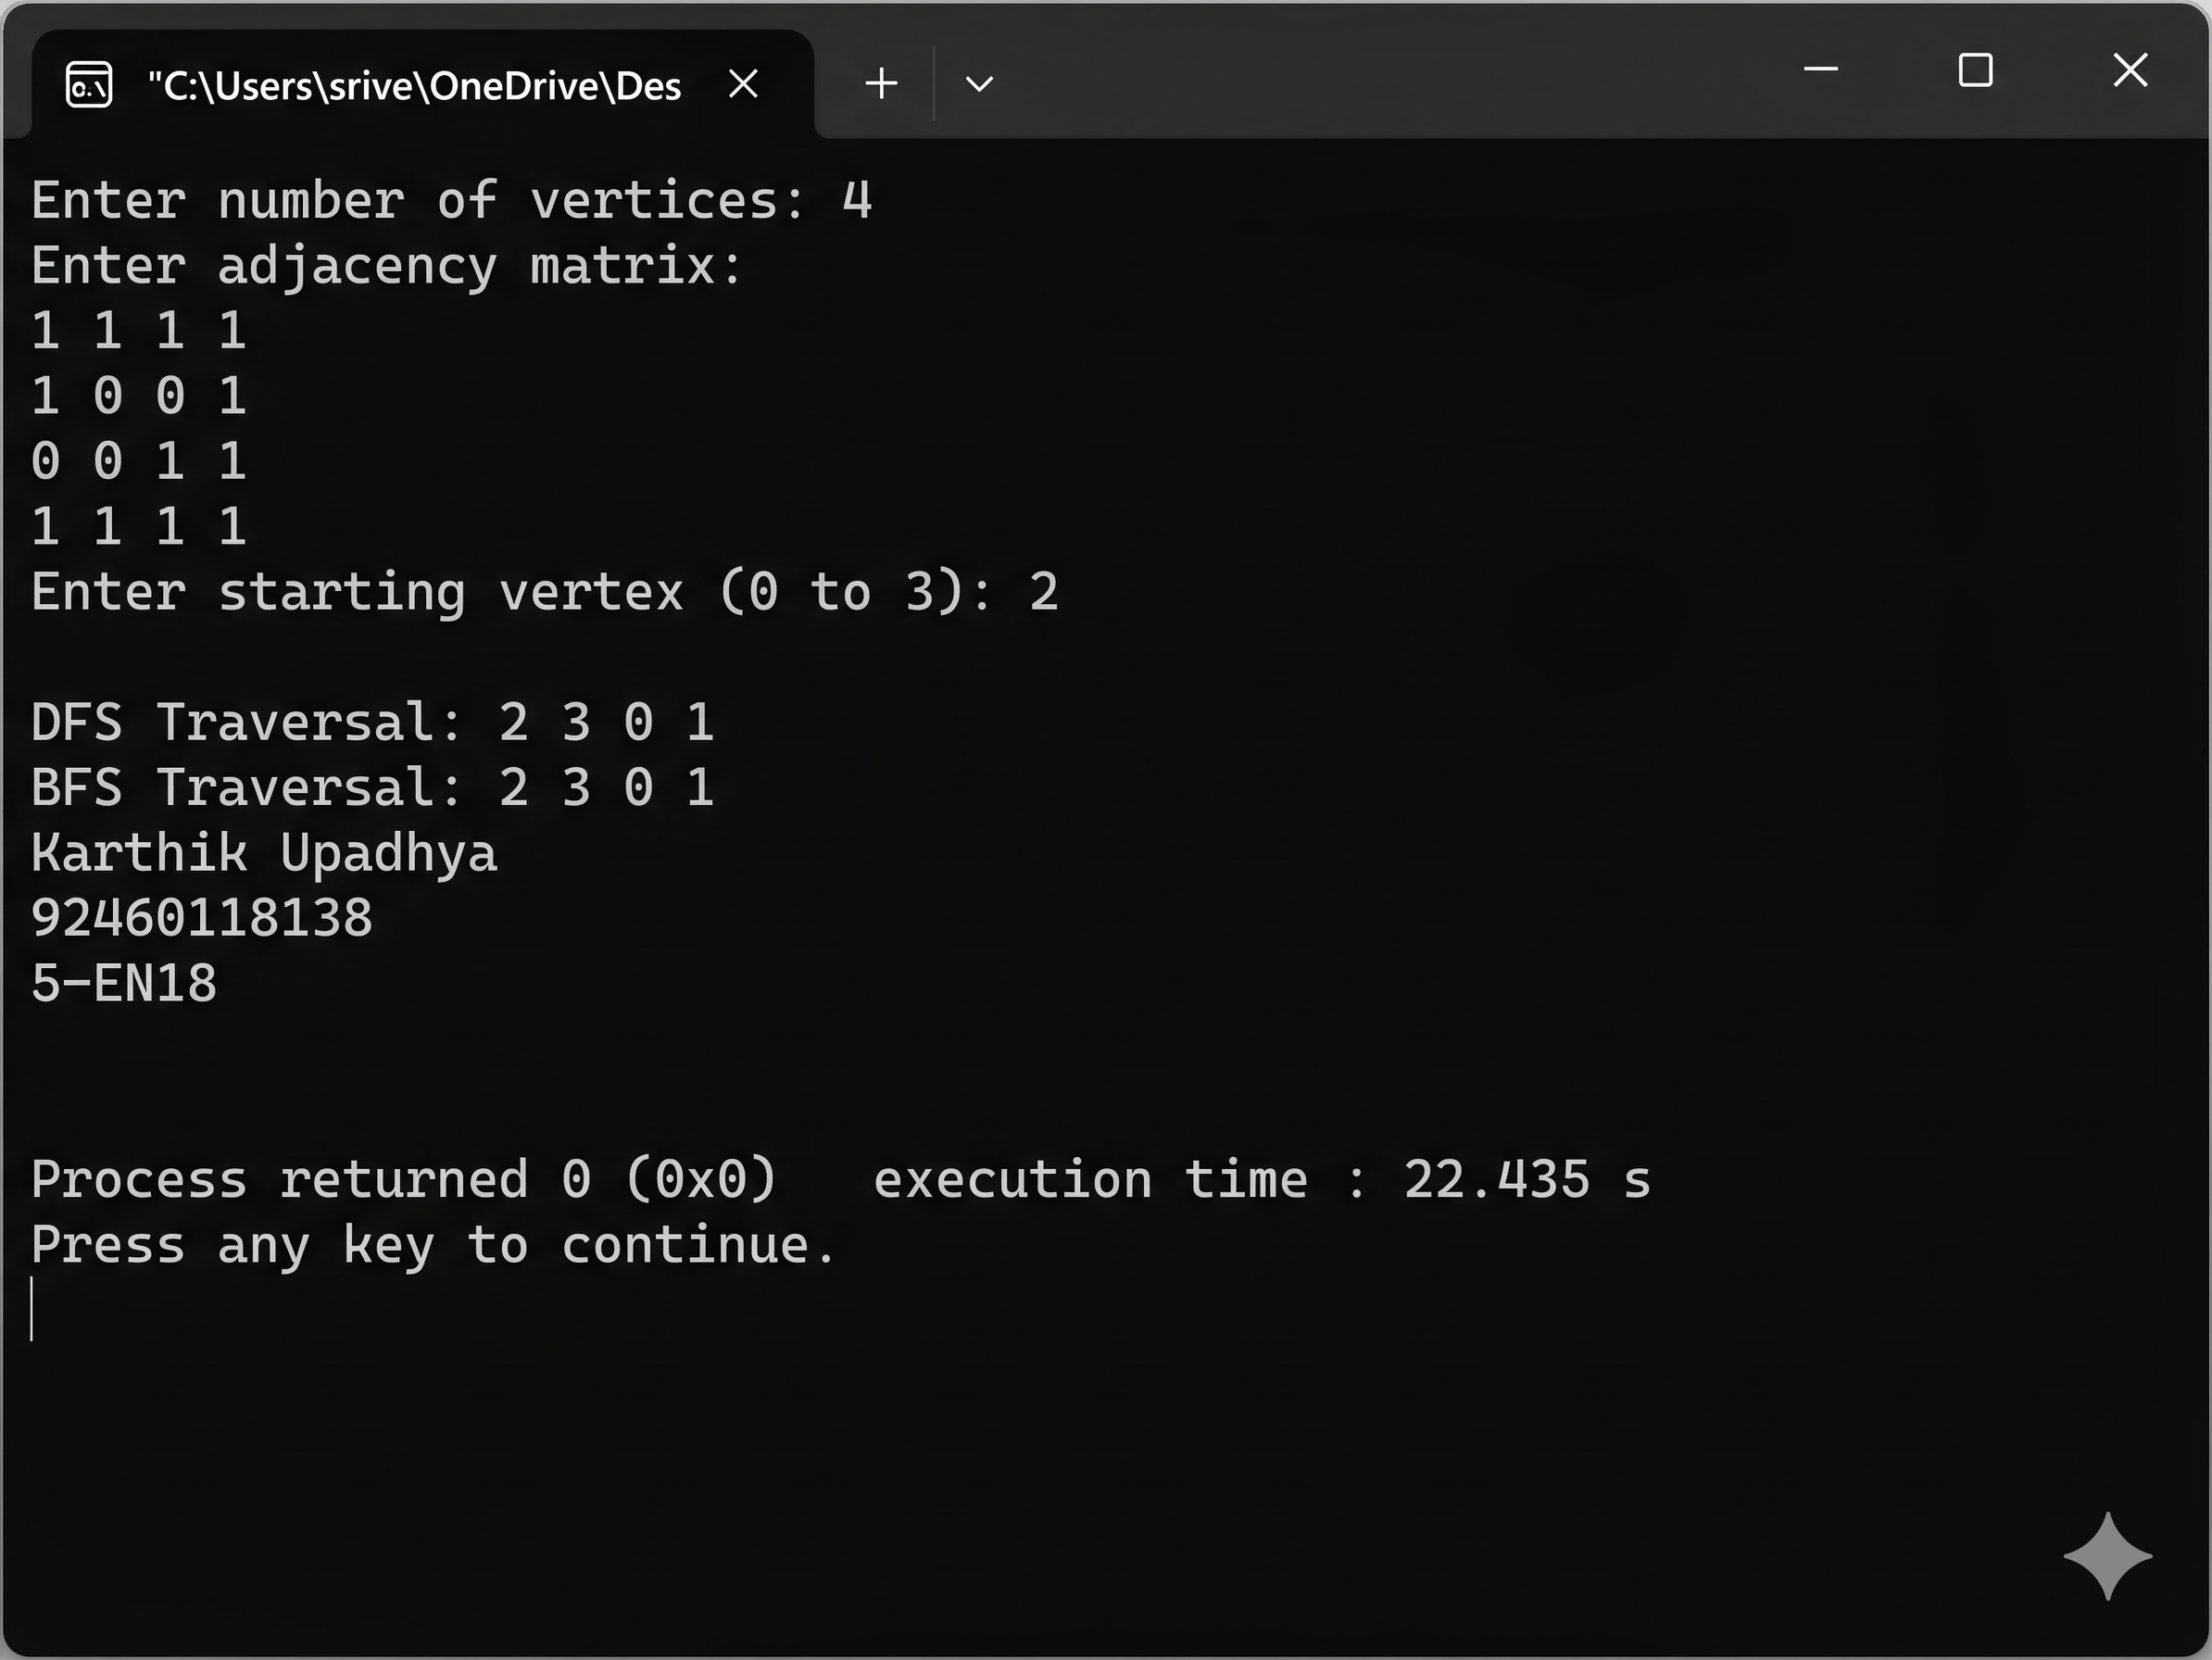 "C:\Users\srive\OneDrive\Des
Enter number of vertices: 4
Enter adjacency matrix:
1 1 1 1
1 0 0 1
0 0 1 1
1 1 1 1
Enter starting vertex (0 to 3): 2
DFS Traversal: 2 3 0 1
BFS Traversal: 2 3 0 1
Karthik Upadhya
92460118138
5-EN18
Process returned 0 (0x0)   execution time : 22.435 s
Press any key to continue.